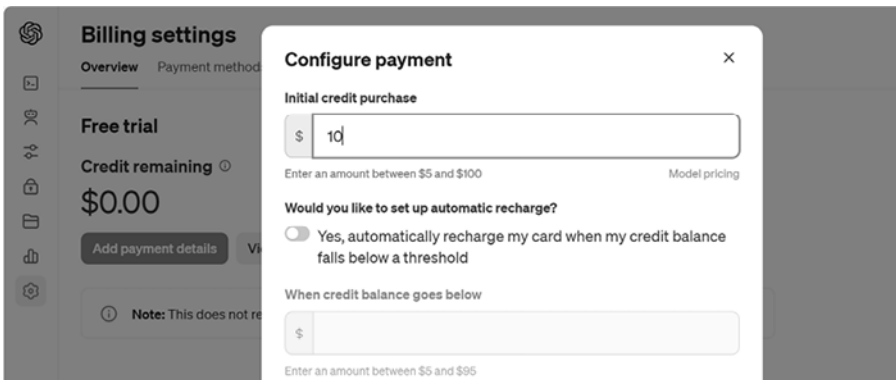 Billing settings
Overview Payment method
Free trial
Credit remaining
$0.00
Add payment details
Note: This does not
Configure payment
Initial credit purchase
$ 10
Enter an amount between $5 and $100 Model pricing
Would you like to set up automatic recharge?
Yes, automatically recharge my card when my credit balance
falls below a threshold
When credit balance goes below
$
Enter an amount between $5 and $95